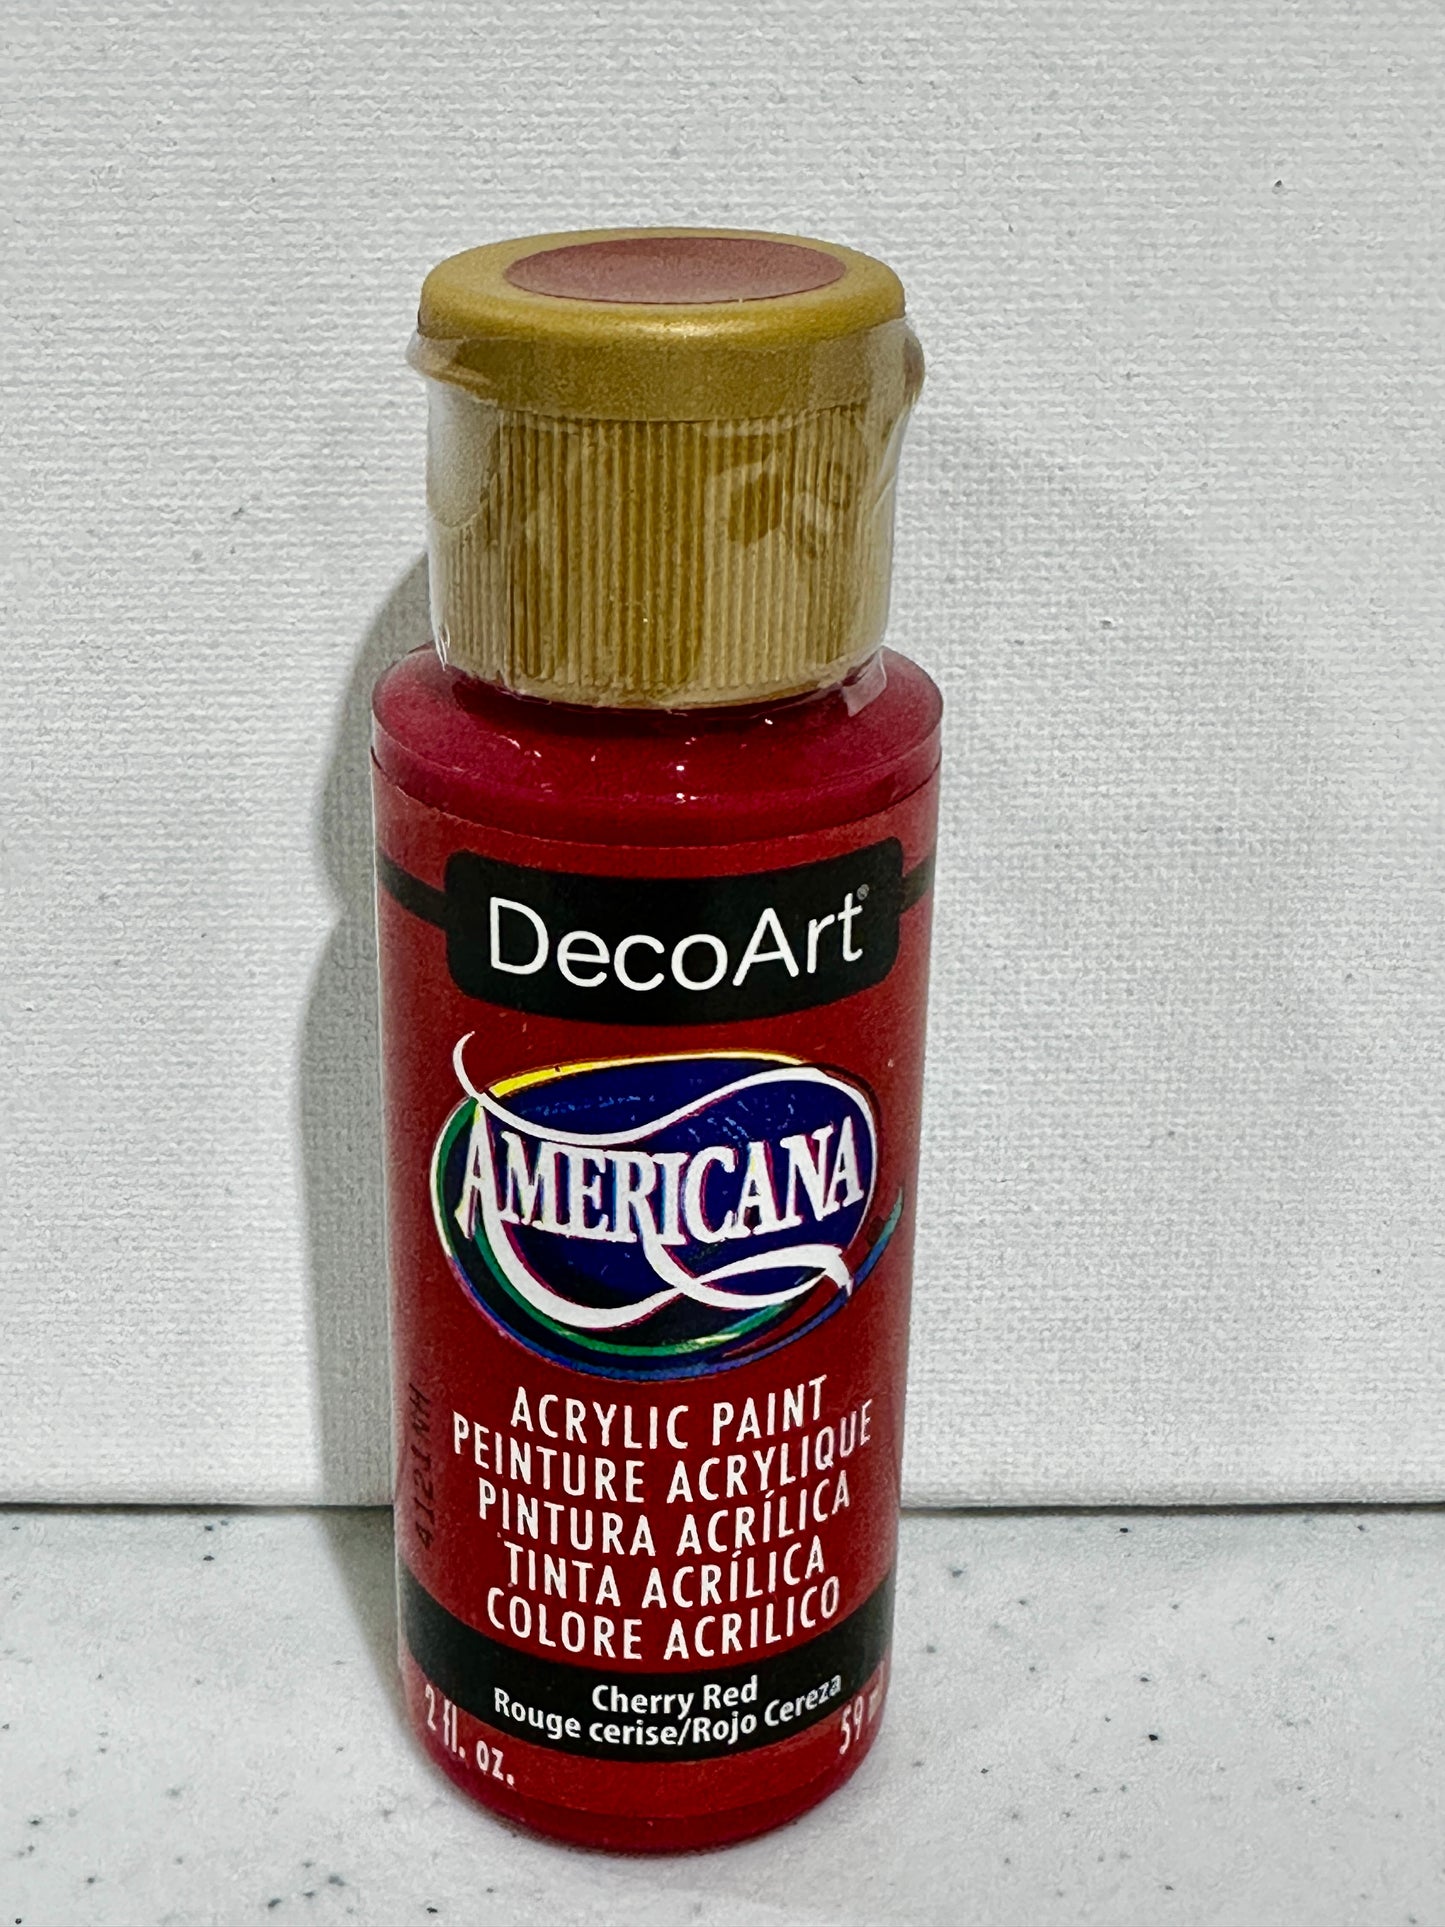 DecoArt®
AMERICANA
ACRYLIC PAINT
PEINTURE ACRYLIQUE
PINTURA ACRÍLICA
TINTA ACRÍLICA
COLORE ACRILICO
Cherry Red
Rouge cerise/Rojo Cereza
2 fl. oz.
59 m